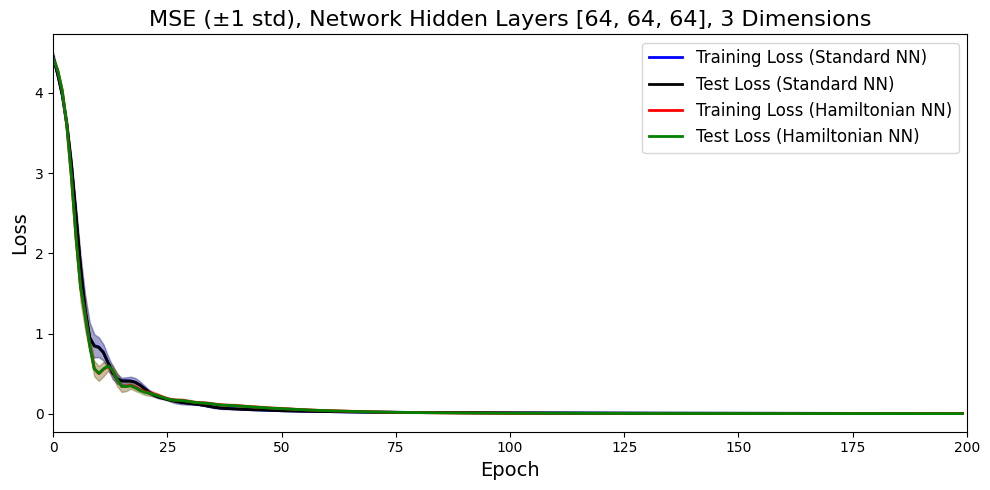 MSE (±1 std), Network Hidden Layers [64, 64, 64], 3 Dimensions
Training Loss (Standard NN)
Test Loss (Standard NN)
Training Loss (Hamiltonian NN)
Test Loss (Hamiltonian NN)
Loss
4
3
2
1
0
0 25 50 75 100 125 150 175 200
Epoch